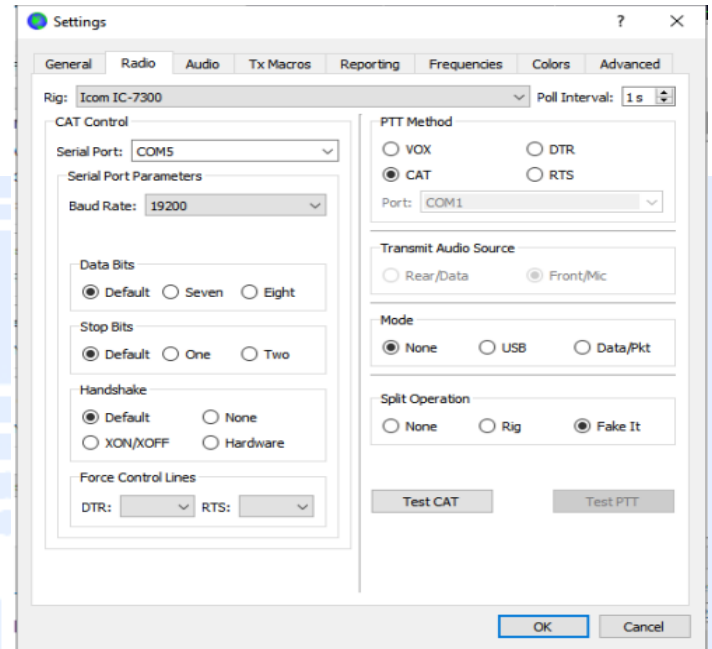 Settings
General Radio Audio Tx Macros Reporting Frequencies Colors Advanced
Rig: Icom IC-7300 Poll Interval: 1 s
CAT Control
Serial Port: COM5
Serial Port Parameters
Baud Rate: 19200
Data Bits
Default Seven Eight
Stop Bits
Default One Two
Handshake
Default None
XON/XOFF Hardware
Force Control Lines
DTR: RTS:
PTT Method
VOX DTR
CAT RTS
Port: COM1
Transmit Audio Source
Rear/Data Front/Mic
Mode
None USB Data/Pkt
Split Operation
None Rig Fake It
Test CAT Test PTT
OK Cancel